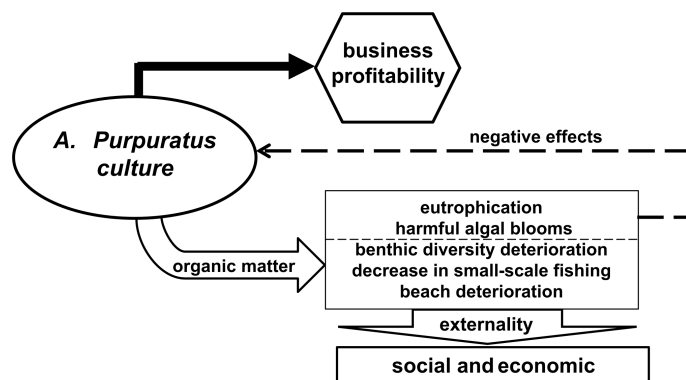 business
profitability
A. Purpuratus
culture
negative effects
eutrophication
harmful algal blooms
benthic diversity deterioration
decrease in small-scale fishing
beach deterioration
organic matter
externality
social and economic